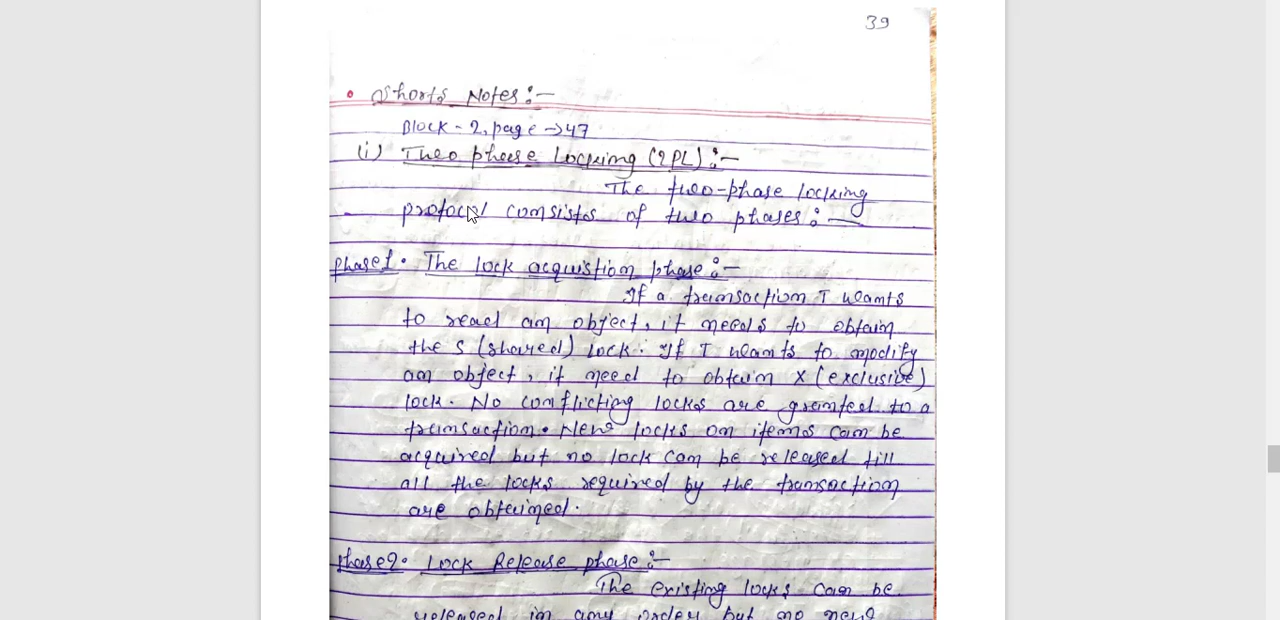 39
• Shorts Notes:-
Block - 2, page → 47
(i) Two phase Locking (2PL):-
The two-phase locking
protocol consists of two phases:-
Phase1. The lock acquistion phase:-
If a transaction T wants
to read an object, it needs to obtain
the S (shared) lock. If T wants to modify
an object, it need to obtain X (exclusive)
lock. No conflicting locks are granted to a
transaction. New locks on items can be
acquired but no lock can be released till
all the locks required by the transaction
are obtained.
Phase2. Lock Release phase:-
The existing locks can be
released in any order but no new